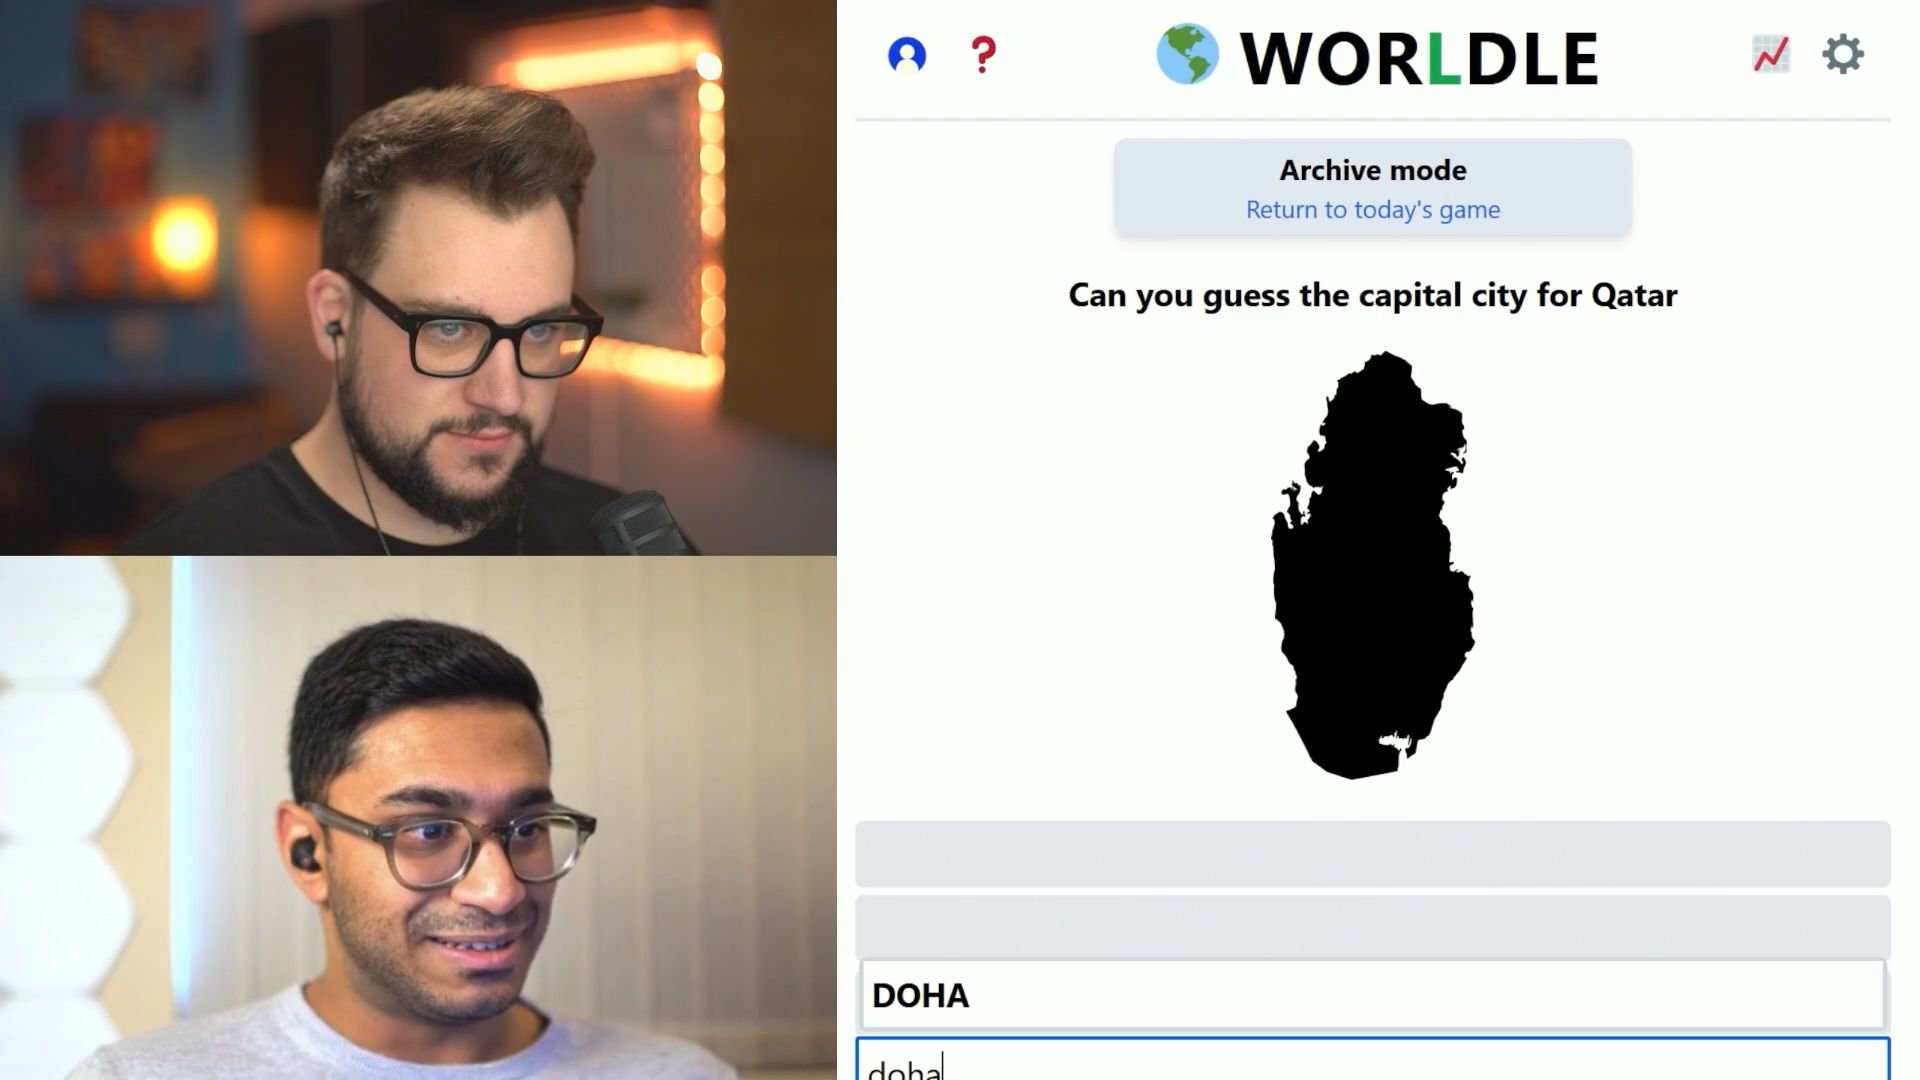 WORLDLE
Archive mode
Return to today's game
Can you guess the capital city for Qatar
DOHA
doha